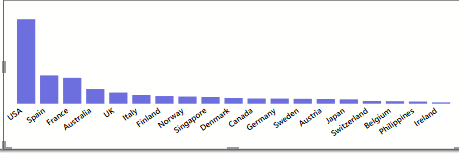 USA
Spain
France
Australia
UK
Italy
Finland
Norway
Singapore
Denmark
Canada
Germany
Sweden
Austria
Japan
Switzerland
Belgium
Philippines
Ireland